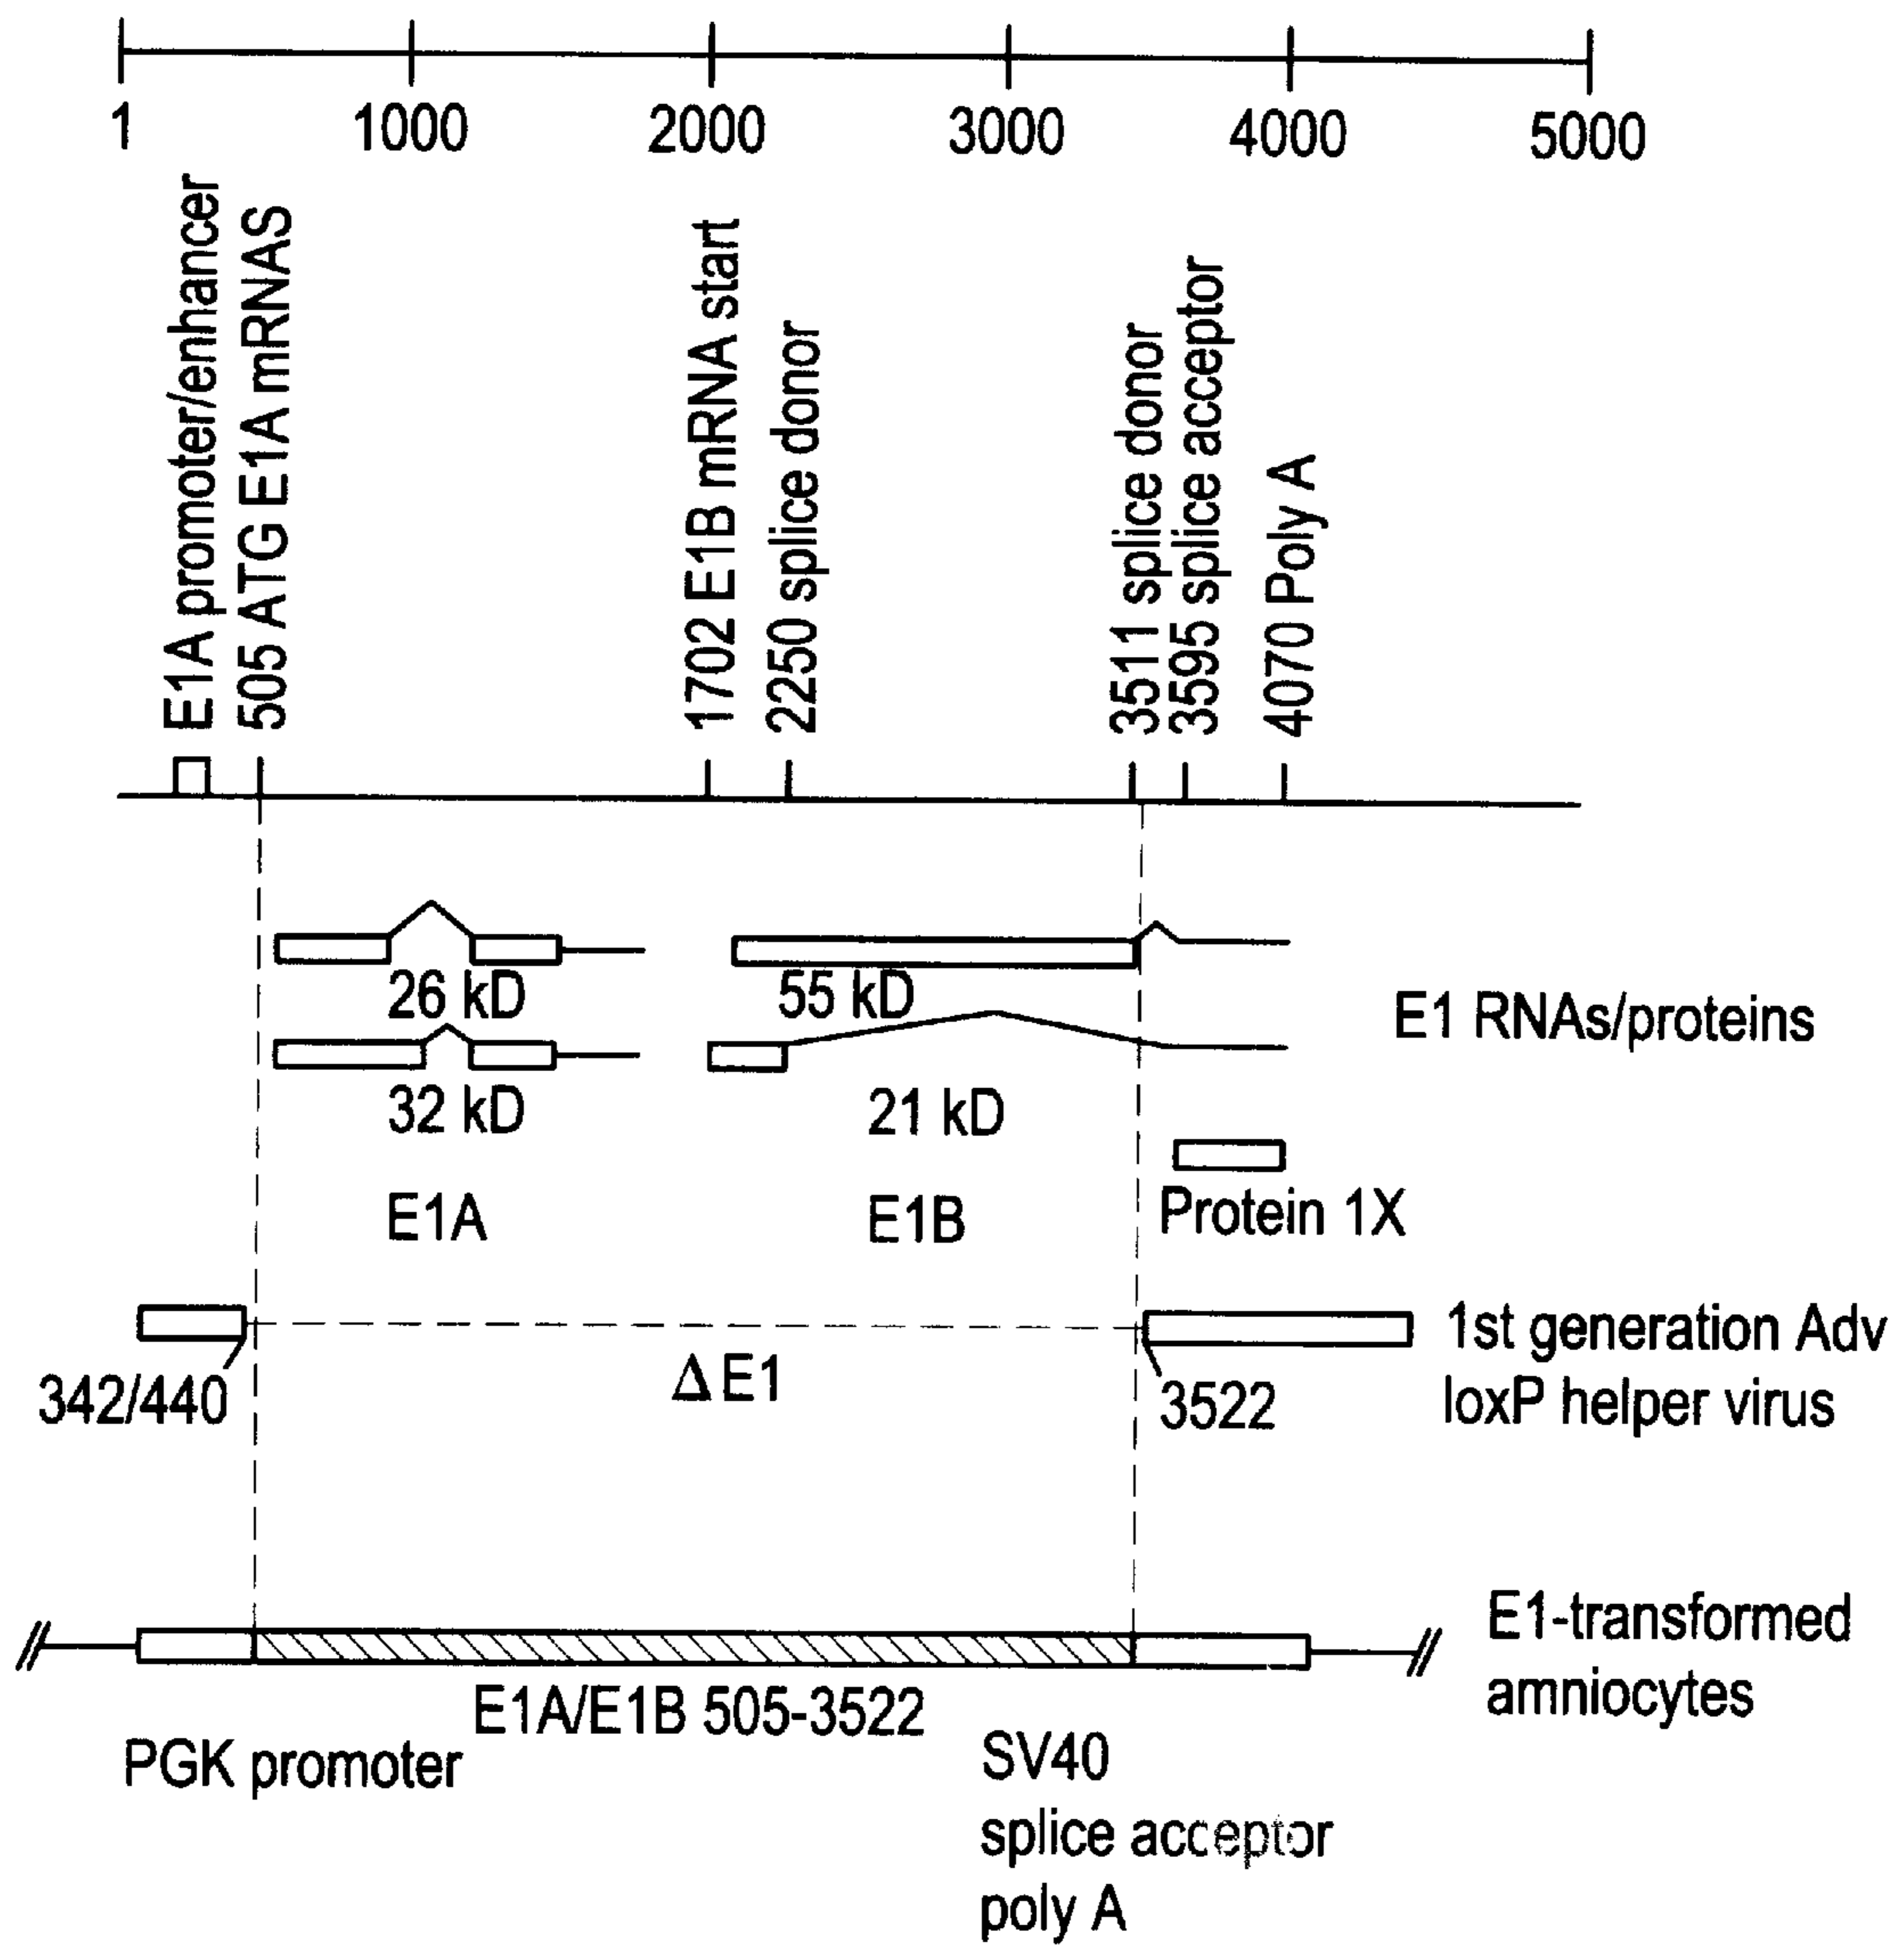 1 1000 2000 3000 4000 5000
E1A promoter/enhancer
505 ATG E1A mRNAS
1702 E1B mRNA start
2250 splice donor
3511 splice donor
3595 splice acceptor
4070 Poly A
26 kD
55 kD
E1 RNAs/proteins
32 kD
21 kD
E1A
E1B
Protein 1X
1st generation Adv
loxP helper virus
342/440
Δ E1
3522
E1-transformed
amniocytes
E1A/E1B 505-3522
PGK promoter
SV40
splice acceptor
poly A